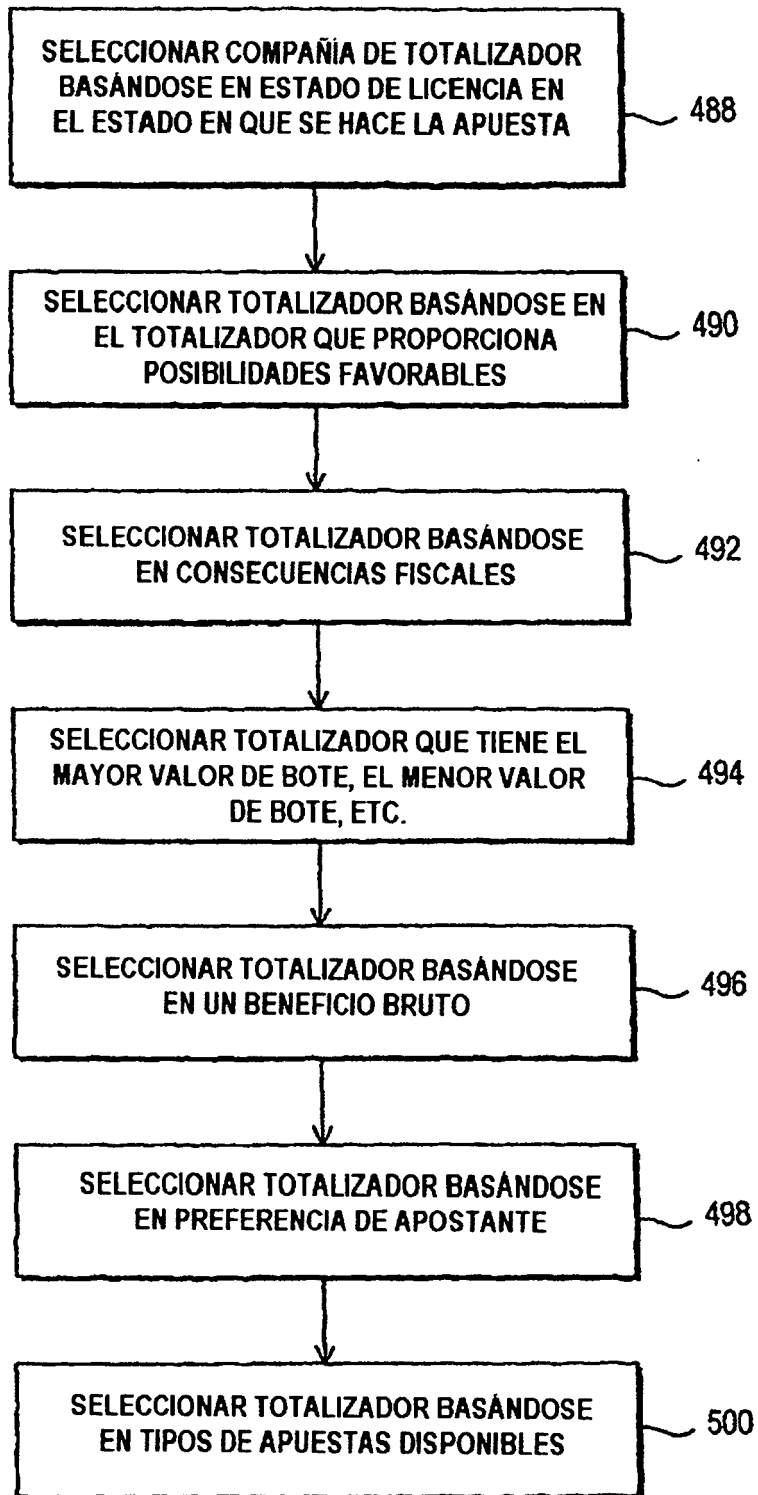 SELECCIONAR COMPAÑÍA DE TOTALIZADOR
BASÁNDOSE EN ESTADO DE LICENCIA EN
EL ESTADO EN QUE SE HACE LA APUESTA
488
SELECCIONAR TOTALIZADOR BASÁNDOSE EN
EL TOTALIZADOR QUE PROPORCIONA
POSIBILIDADES FAVORABLES
490
SELECCIONAR TOTALIZADOR BASÁNDOSE
EN CONSECUENCIAS FISCALES
492
SELECCIONAR TOTALIZADOR QUE TIENE EL
MAYOR VALOR DE BOTE, EL MENOR VALOR
DE BOTE, ETC.
494
SELECCIONAR TOTALIZADOR BASÁNDOSE
EN UN BENEFICIO BRUTO
496
SELECCIONAR TOTALIZADOR BASÁNDOSE
EN PREFERENCIA DE APOSTANTE
498
SELECCIONAR TOTALIZADOR BASÁNDOSE
EN TIPOS DE APUESTAS DISPONIBLES
500